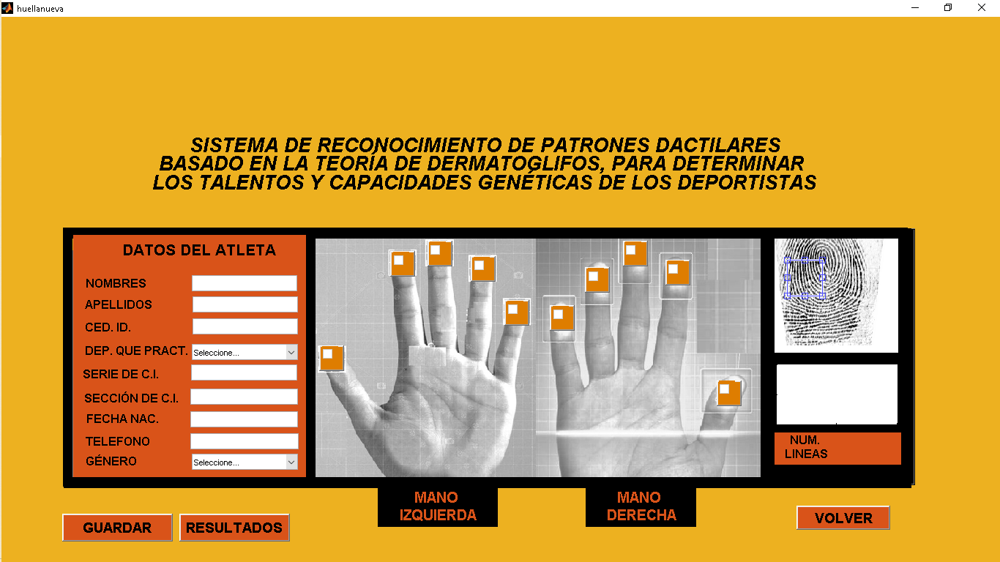 huellanueva
SISTEMA DE RECONOCIMIENTO DE PATRONES DACTILARES
BASADO EN LA TEORÍA DE DERMATOGLIFOS, PARA DETERMINAR
LOS TALENTOS Y CAPACIDADES GENÉTICAS DE LOS DEPORTISTAS
DATOS DEL ATLETA
NOMBRES
APELLIDOS
CED. ID.
DEP. QUE PRACT. Seleccione...
SERIE DE C.I.
SECCIÓN DE C.I.
FECHA NAC.
TELEFONO
GÉNERO Seleccione...
NUM.
LINEAS
MANO
IZQUIERDA
MANO
DERECHA
GUARDAR
RESULTADOS
VOLVER